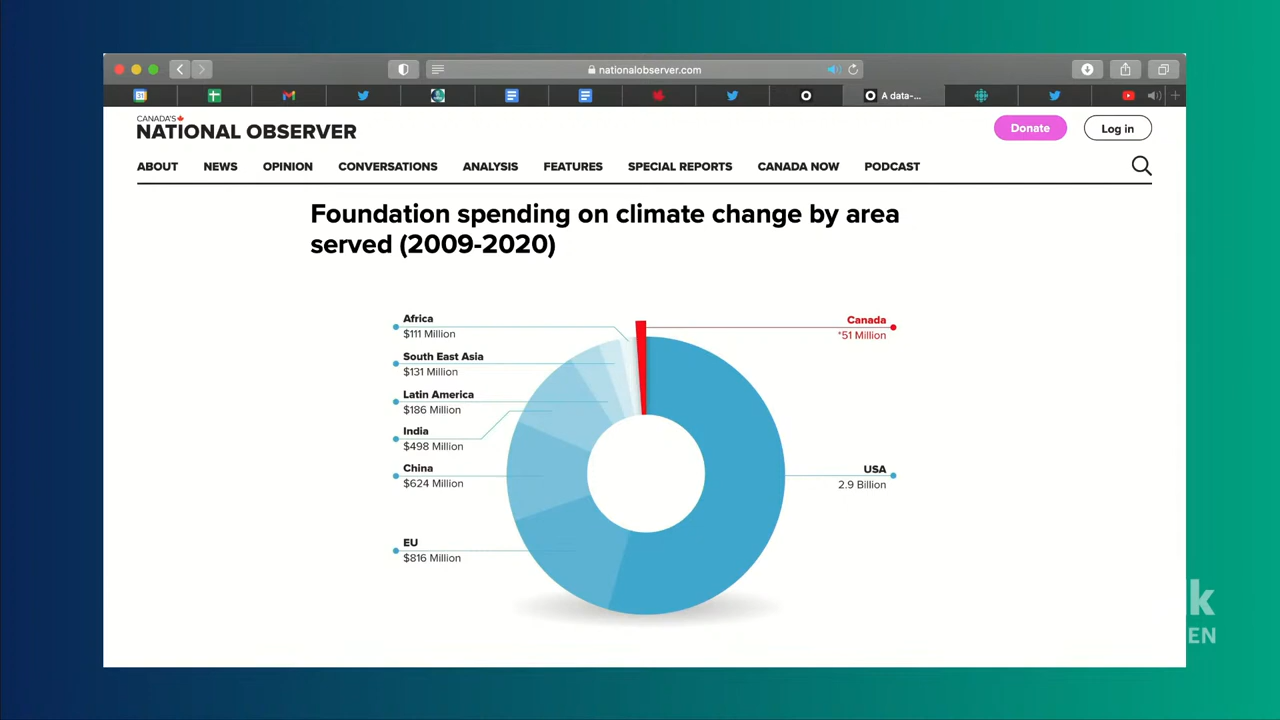 nationalobserver.com
31
A data-...
CANADA'S
NATIONAL OBSERVER
Donate
Log in
ABOUT NEWS OPINION CONVERSATIONS ANALYSIS FEATURES SPECIAL REPORTS CANADA NOW PODCAST
Foundation spending on climate change by area
served (2009-2020)
Africa
$111 Million
South East Asia
$131 Million
Latin America
$186 Million
India
$498 Million
China
$624 Million
EU
$816 Million
Canada
*51 Million
USA
2.9 Billion
lk
EN